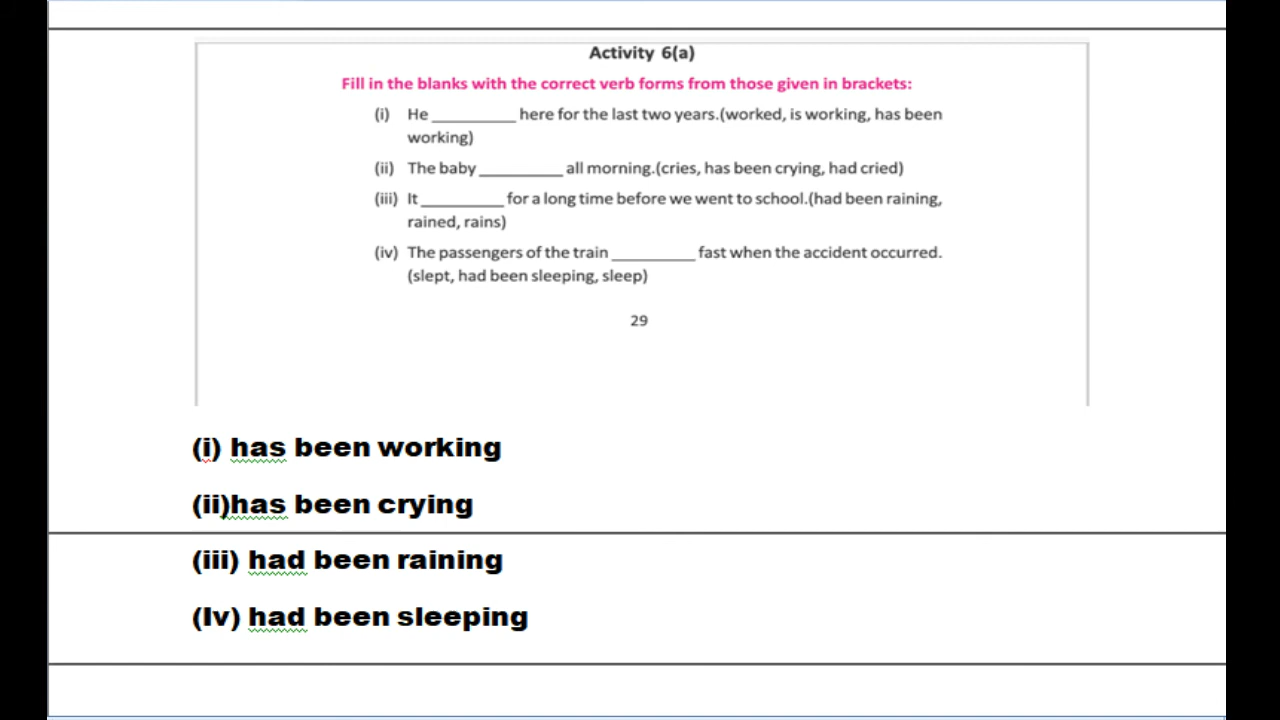 Activity 6(a)
Fill in the blanks with the correct verb forms from those given in brackets:
(i) He __________ here for the last two years.(worked, is working, has been
working)
(ii) The baby __________ all morning.(cries, has been crying, had cried)
(iii) It __________ for a long time before we went to school.(had been raining,
rained, rains)
(iv) The passengers of the train __________ fast when the accident occurred.
(slept, had been sleeping, sleep)
29
(i) has been working
(ii)has been crying
(iii) had been raining
(Iv) had been sleeping